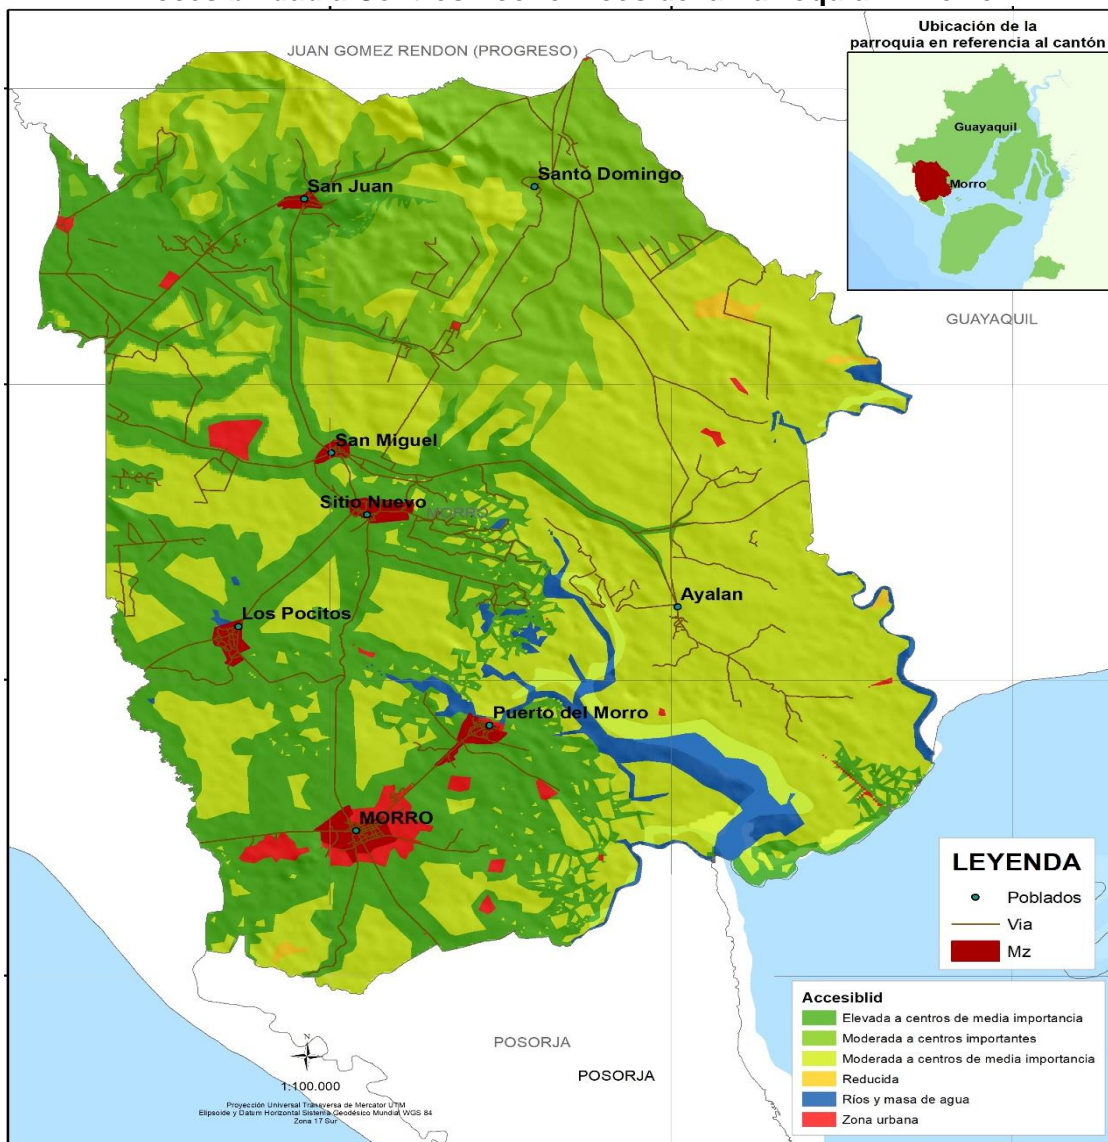 Ubicación de la
parroquia en referencia al cantón
JUAN GOMEZ RENDON (PROGRESO)
Guayaquil
Morro
San Juan
Santo Domingo
GUAYAQUIL
San Miguel
Sitio Nuevo
MORRO
Ayalan
Los Pocitos
Puerto del Morro
MORRO
LEYENDA
Poblados
Via
Mz
Accesiblid
Elevada a centros de media importancia
Moderada a centros importantes
Moderada a centros de media importancia
Reducida
Ríos y masa de agua
Zona urbana
POSORJA
POSORJA
N
1:100.000
Proyección Universal Transversa de Mercator UTM
Elipsoide y Datum Horizontal Sistema Geodésico Mundial WGS 84
Zona 17 Sur